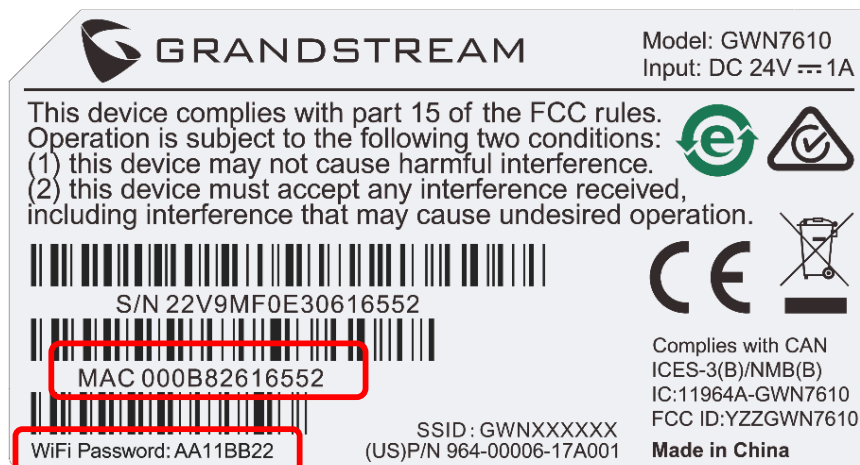 GRANDSTREAM
Model: GWN7610
Input: DC 24V ⎓ 1A
This device complies with part 15 of the FCC rules.
Operation is subject to the following two conditions:
(1) this device may not cause harmful interference.
(2) this device must accept any interference received,
including interference that may cause undesired operation.
S/N 22V9MF0E30616552
MAC 000B82616552
WiFi Password: AA11BB22
SSID: GWNXXXXXX
(US)P/N 964-00006-17A001
e
CE
Complies with CAN
ICES-3(B)/NMB(B)
IC:11964A-GWN7610
FCC ID:YZZGWN7610
Made in China